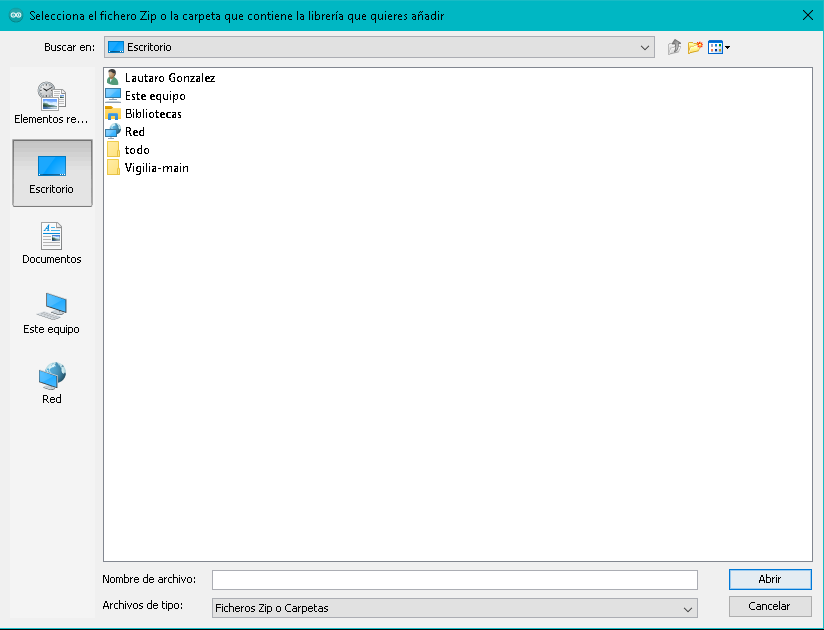 Selecciona el fichero Zip o la carpeta que contiene la librería que quieres añadir
Buscar en: Escritorio
Elementos re...
Escritorio
Documentos
Este equipo
Red
Lautaro Gonzalez
Este equipo
Bibliotecas
Red
todo
Vigilia-main
Nombre de archivo:
Abrir
Archivos de tipo: Ficheros Zip o Carpetas
Cancelar